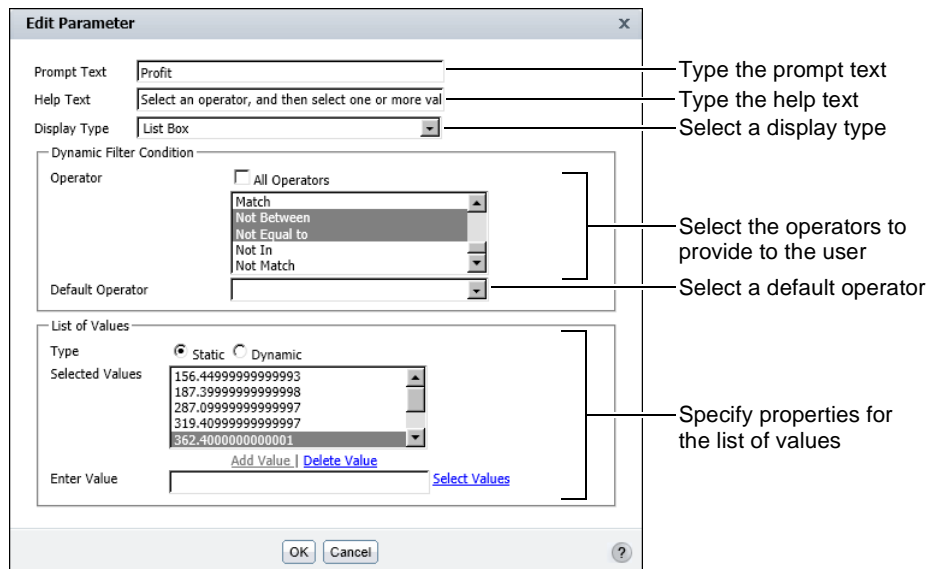 Edit Parameter x
Prompt Text Profit Type the prompt text
Help Text Select an operator, and then select one or more val Type the help text
Display Type List Box Select a display type
Dynamic Filter Condition
Operator All Operators
Match
Not Between
Not Equal to
Not In
Not Match
Select the operators to
provide to the user
Default Operator Select a default operator
List of Values
Type Static Dynamic
Selected Values 156.44999999999993
187.39999999999998
287.09999999999997
319.40999999999997
362.4000000000001
Specify properties for
the list of values
Add Value | Delete Value
Enter Value Select Values
OK Cancel ?